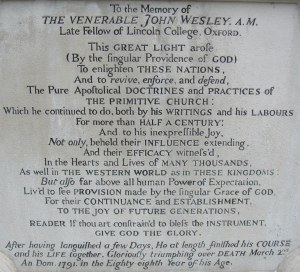 To the Memory of
THE VENERABLE JOHN WESLEY, A.M.
Late Fellow of Lincoln College, OXFORD.
This GREAT LIGHT arose
(By the singular Providence of GOD)
To enlighten THESE NATIONS,
And to revive, enforce, and defend,
The Pure Apostolical DOCTRINES and PRACTICES of
THE PRIMITIVE CHURCH:
Which he continued to do, both by his WRITINGS and his LABOURS
For more than HALF A CENTURY:
And to his inexpressible Joy,
Not only, beheld their INFLUENCE extending,
And their EFFICACY witness'd,
In the Hearts and Lives of MANY THOUSANDS,
As well in THE WESTERN WORLD as in THESE KINGDOMS:
But also, far above all human Power of Expectation,
Liv'd to see PROVISION made by the singular Grace of GOD,
For their CONTINUANCE and ESTABLISHMENT,
TO THE JOY OF FUTURE GENERATIONS,
READER If thou art constrain'd to bless the INSTRUMENT,
GIVE GOD THE GLORY.
After having languished a few Days, He at length finished his COURSE
and his LIFE together. Gloriously triumphing over DEATH March 2d
An Dom. 1791, in the Eighty eighth Year of his Age.